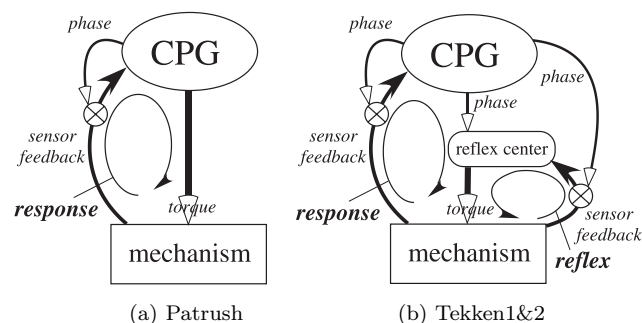 phase
CPG
sensor
feedback
response
torque
mechanism
(a) Patrush
phase
CPG
phase
phase
reflex center
sensor
feedback
response
torque
sensor
feedback
reflex
mechanism
(b) Tekken1&2